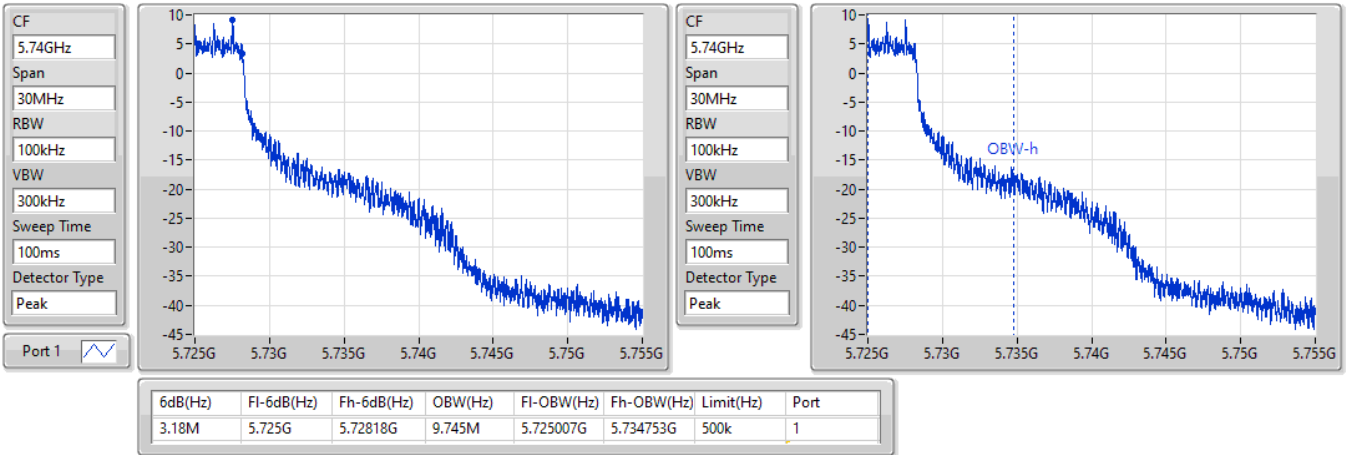 CF
5.74GHz
Span
30MHz
RBW
100kHz
VBW
300kHz
Sweep Time
100ms
Detector Type
Peak
Port 1
10
5
0
-5
-10
-15
-20
-25
-30
-35
-40
-45
5.725G 5.73G 5.735G 5.74G 5.745G 5.75G 5.755G
CF
5.74GHz
Span
30MHz
RBW
100kHz
VBW
300kHz
Sweep Time
100ms
Detector Type
Peak
10
5
0
-5
-10
-15
-20
-25
-30
-35
-40
-45
OBW-h
5.725G 5.73G 5.735G 5.74G 5.745G 5.75G 5.755G
6dB(Hz) Fl-6dB(Hz) Fh-6dB(Hz) OBW(Hz) Fl-OBW(Hz) Fh-OBW(Hz) Limit(Hz) Port
3.18M 5.725G 5.72818G 9.745M 5.725007G 5.734753G 500k 1